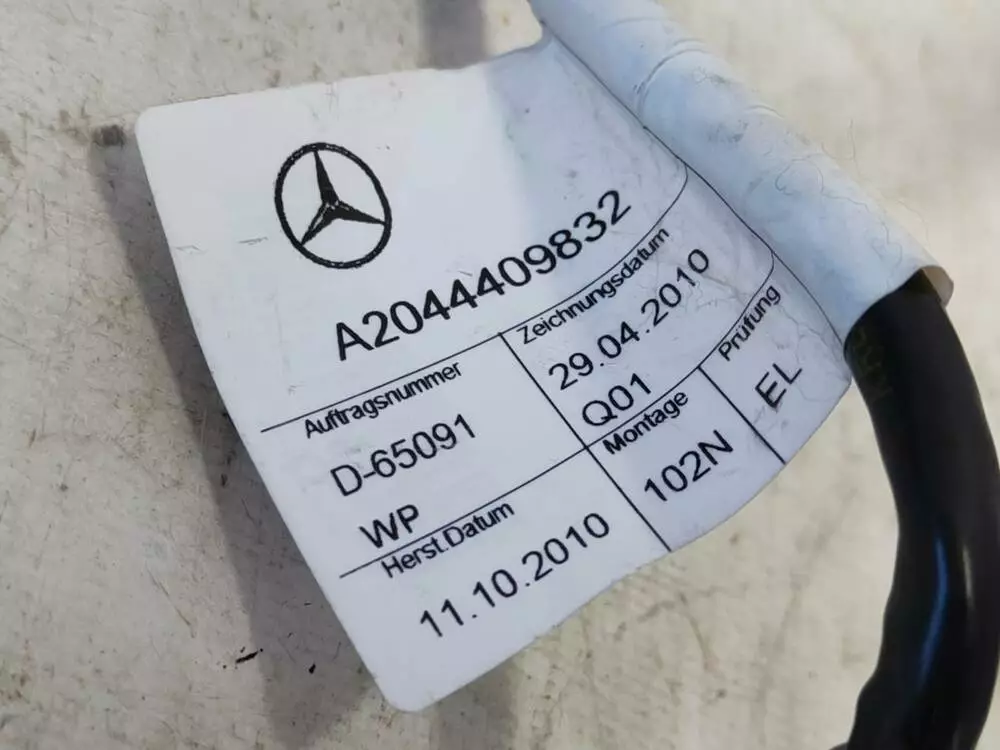 A2044409832
Auftragsnummer
D-65091
WP
Zeichnungsdatum
29.04.2010
Q01
Herst.Datum
11.10.2010
Montage
102N
Prüfung
EL